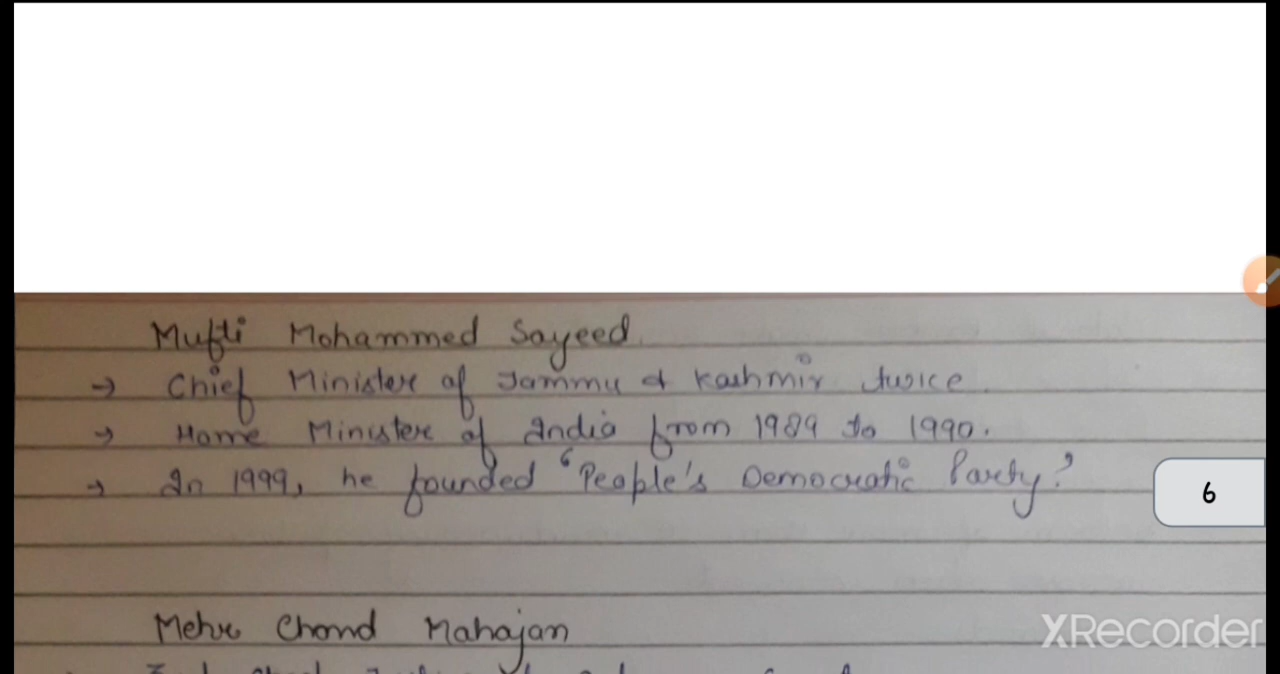 Mufti Mohammed Sayeed.
→ Chief Minister of Jammu & Kashmir twice.
→ Home Minister of India from 1989 to 1990.
→ In 1999, he founded 'People's Democratic Party'
6
Mehr Chand Mahajan
XRecorder